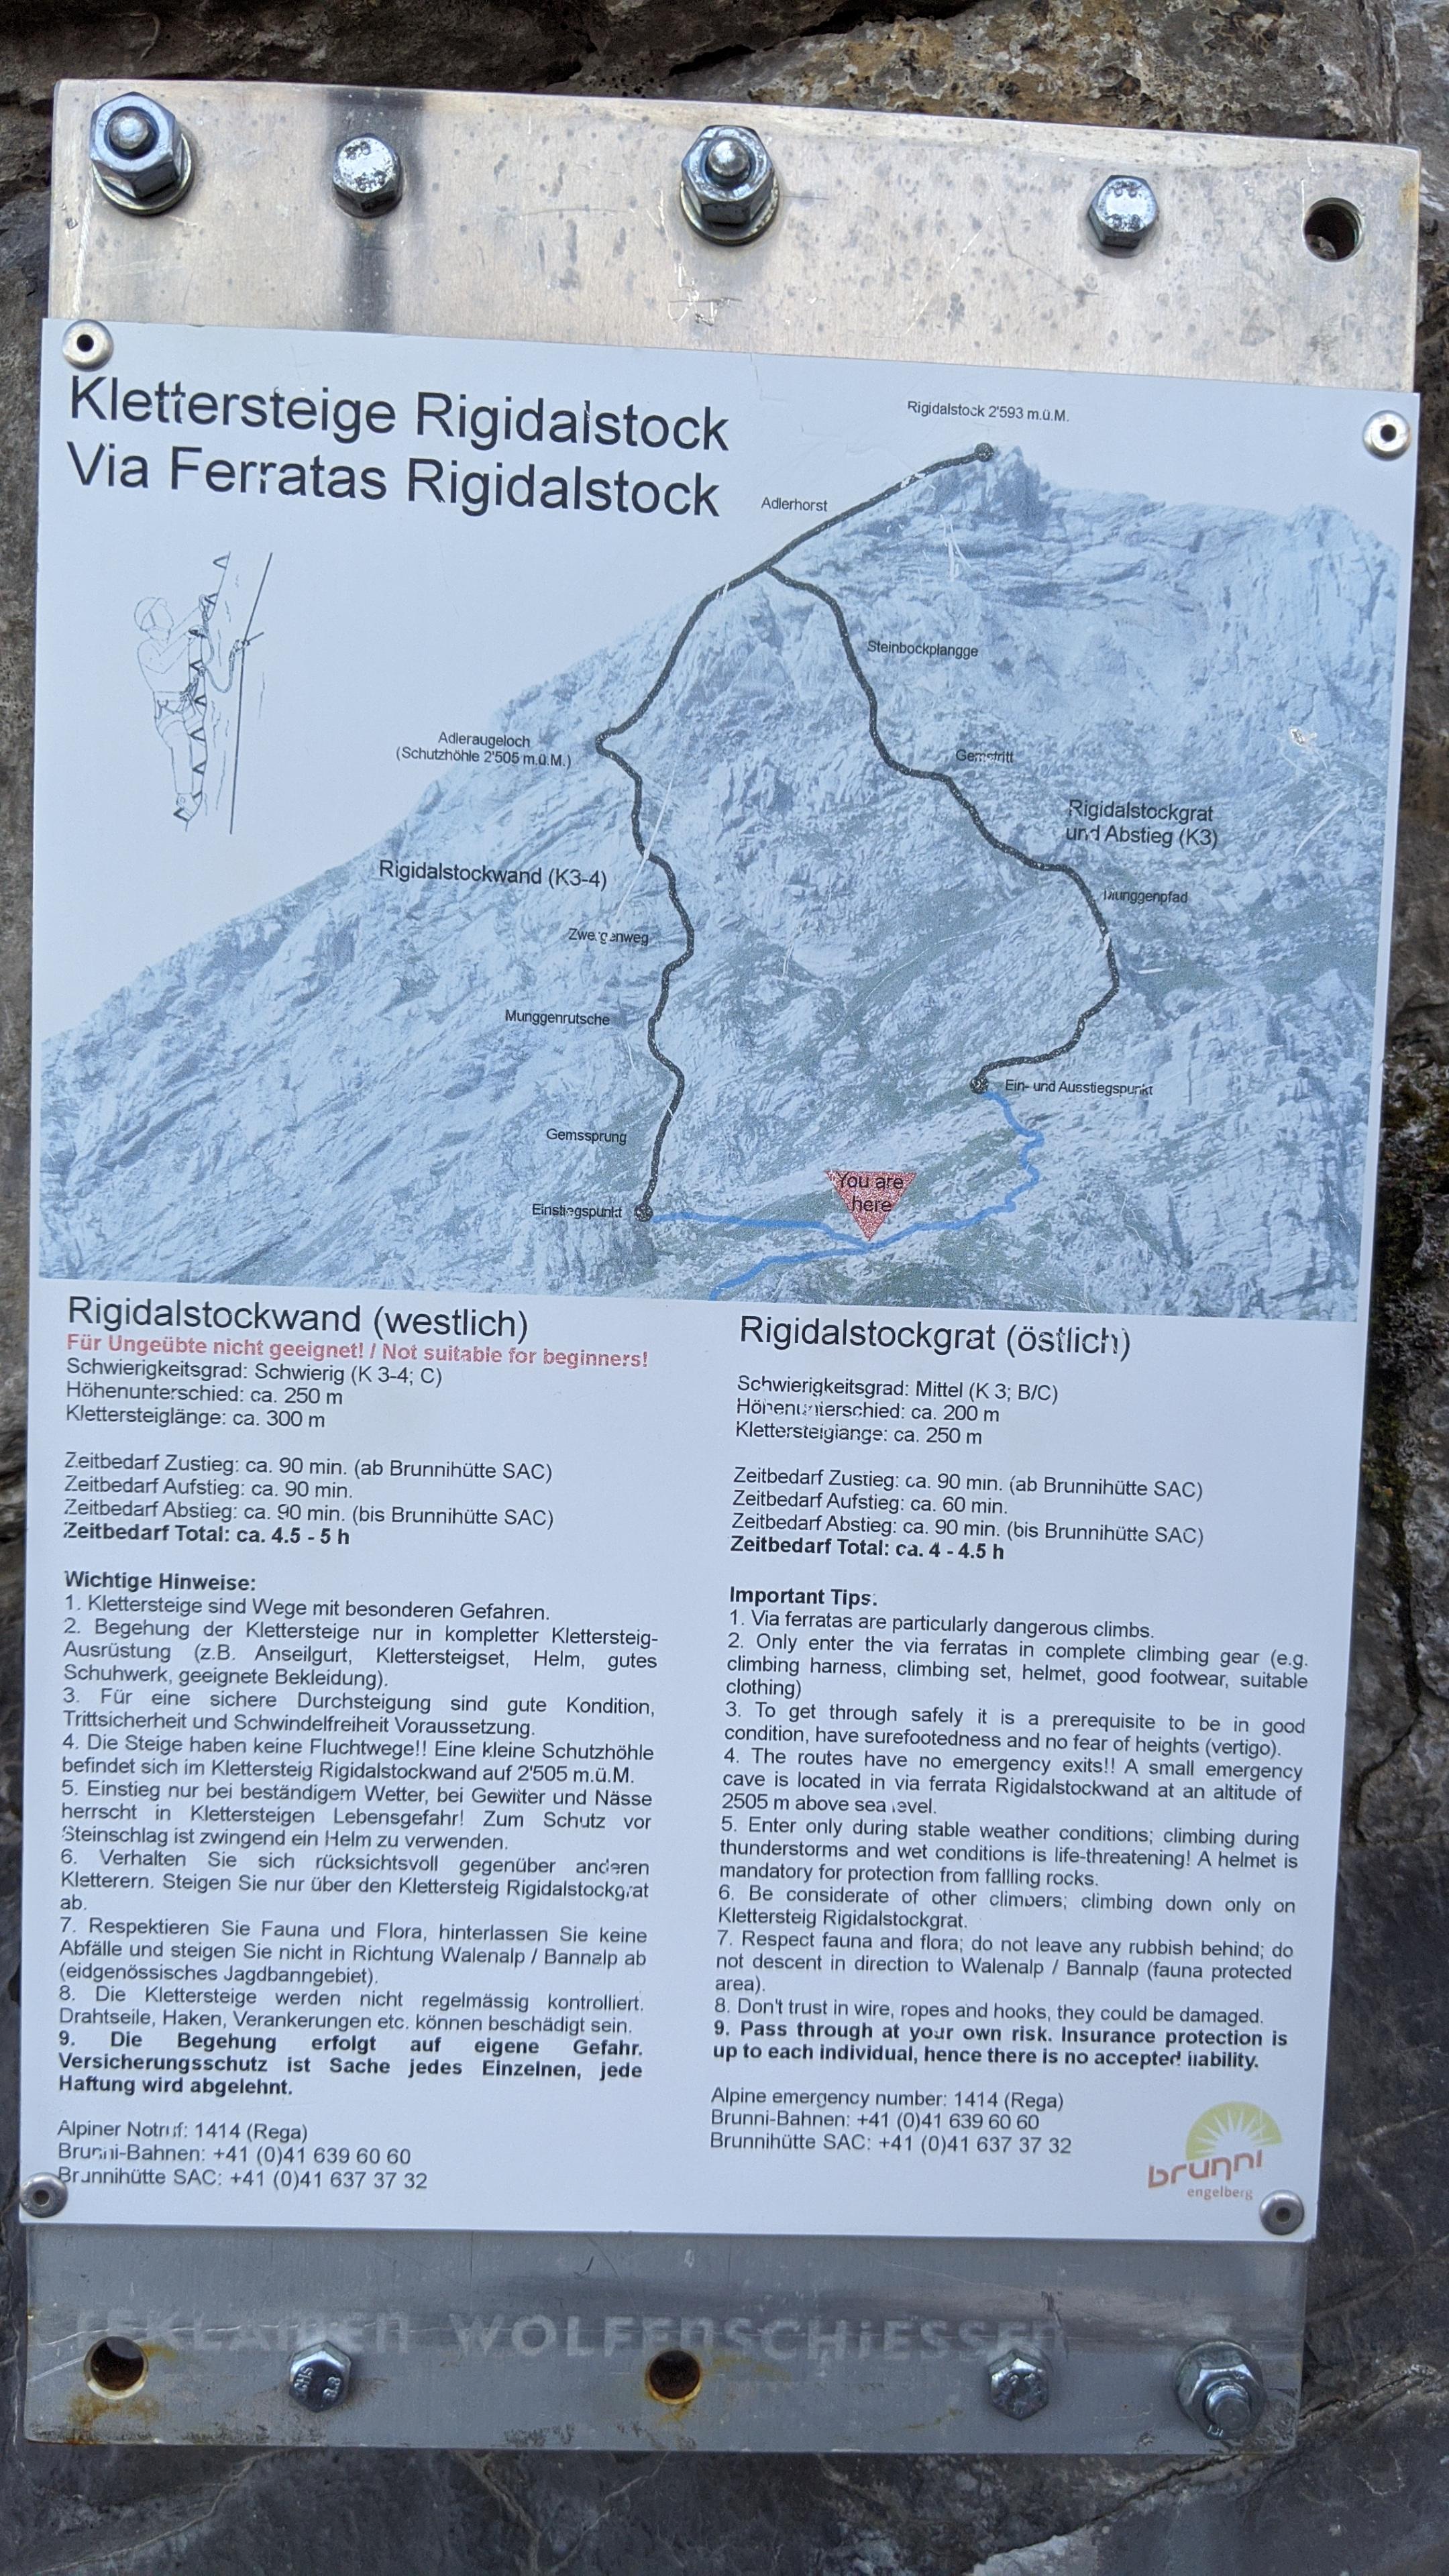 Klettersteige Rigidalstock
Via Ferratas Rigidalstock
Rigidalstock 2'593 m.ü.M.
Adlerhorst
Adleraugeloch
(Schutzhöhle 2'505 m.ü.M.)
Steinbockplangge
Rigidalstockwand (K3-4)
Rigidalstockgrat
und Abstieg (K3)
Zwerganweg
Munggenrutsche
Munggenpfad
Gemssprung
Einstiegspunkt
Ein- und Ausstiegspunkt
You are
here
Rigidalstockwand (westlich)
Für Ungeübte nicht geeignet! / Not suitable for beginners!
Schwierigkeitsgrad: Schwierig (K 3-4; C)
Höhenunterschied: ca. 250 m
Klettersteiglänge: ca. 300 m
Zeitbedarf Zustieg: ca. 90 min. (ab Brunnihütte SAC)
Zeitbedarf Aufstieg: ca. 90 min.
Zeitbedarf Abstieg: ca. 90 min. (bis Brunnihütte SAC)
Zeitbedarf Total: ca. 4.5 - 5 h
Wichtige Hinweise:
1. Klettersteige sind Wege mit besonderen Gefahren.
2. Begehung der Klettersteige nur in kompletter Klettersteig-
Ausrüstung (z.B. Anseilgurt, Klettersteigset, Helm, gutes
Schuhwerk, geeignete Bekleidung).
3. Für eine sichere Durchsteigung sind gute Kondition,
Trittsicherheit und Schwindelfreiheit Voraussetzung.
4. Die Steige haben keine Fluchtwege!! Eine kleine Schutzhöhle
befindet sich im Klettersteig Rigidalstockwand auf 2'505 m.ü.M.
5. Einstieg nur bei beständigem Wetter, bei Gewitter und Nässe
herrscht in Klettersteigen Lebensgefahr! Zum Schutz vor
Steinschlag ist zwingend ein Helm zu verwenden.
6. Verhalten Sie sich rücksichtsvoll gegenüber anderen
Kletterern. Steigen Sie nur über den Klettersteig Rigidalstockgrat
ab.
7. Respektieren Sie Fauna und Flora, hinterlassen Sie keine
Abfälle und steigen Sie nicht in Richtung Walenalp / Bannalp ab
(eidgenössisches Jagdbanngebiet).
8. Die Klettersteige werden nicht regelmässig kontrolliert.
Drahtseile, Haken, Verankerungen etc. können beschädigt sein.
9. Die Begehung erfolgt auf eigene Gefahr.
Versicherungsschutz ist Sache jedes Einzelnen, jede
Haftung wird abgelehnt.
Alpiner Notruf: 1414 (Rega)
Brunni-Bahnen: +41 (0)41 639 60 60
Brunnihütte SAC: +41 (0)41 637 37 32
Rigidalstockgrat (östlich)
Schwierigkeitsgrad: Mittel (K 3; B/C)
Höhenunterschied: ca. 200 m
Klettersteiglänge: ca. 250 m
Zeitbedarf Zustieg: ca. 90 min. (ab Brunnihütte SAC)
Zeitbedarf Aufstieg: ca. 60 min.
Zeitbedarf Abstieg: ca. 90 min. (bis Brunnihütte SAC)
Zeitbedarf Total: ca. 4 - 4.5 h
Important Tips:
1. Via ferratas are particularly dangerous climbs.
2. Only enter the via ferratas in complete climbing gear (e.g.
climbing harness, climbing set, helmet, good footwear, suitable
clothing)
3. To get through safely it is a prerequisite to be in good
condition, have surefootedness and no fear of heights (vertigo).
4. The routes have no emergency exits!! A small emergency
cave is located in via ferrata Rigidalstockwand at an altitude of
2505 m above sea level.
5. Enter only during stable weather conditions; climbing during
thunderstorms and wet conditions is life-threatening! A helmet is
mandatory for protection from falling rocks.
6. Be considerate of other climbers; climbing down only on
Klettersteig Rigidalstockgrat.
7. Respect fauna and flora; do not leave any rubbish behind; do
not descent in direction to Walenalp / Bannalp (fauna protected
area).
8. Don't trust in wire, ropes and hooks, they could be damaged.
9. Pass through at your own risk. Insurance protection is
up to each individual, hence there is no accepted liability.
Alpine emergency number: 1414 (Rega)
Brunni-Bahnen: +41 (0)41 639 60 60
Brunnihütte SAC: +41 (0)41 637 37 32
brunni
engelberg
WOLFENSCHIESSEN